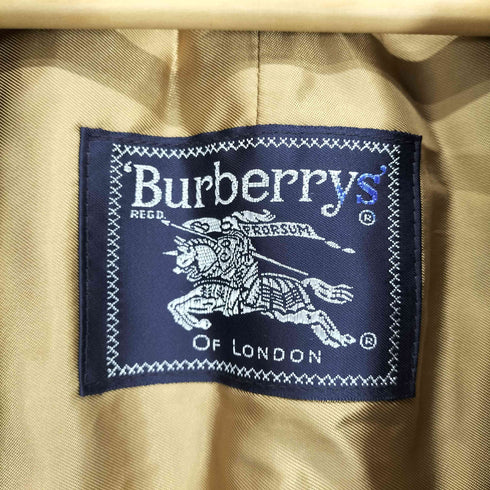 'Burberrys'
REGD.
PRORSUM
®
®
OF LONDON